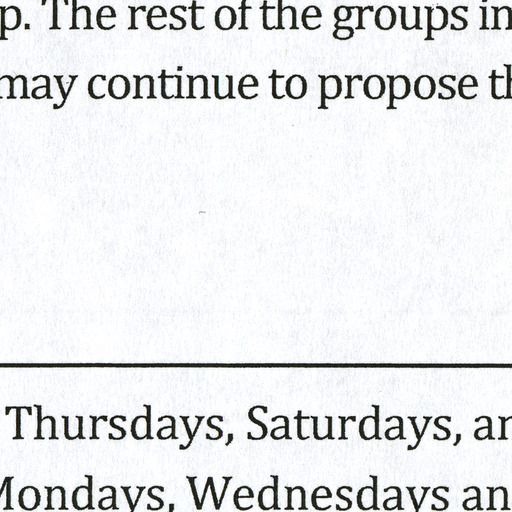 p. The rest of the groups in
may continue to propose th
Thursdays, Saturdays, an
Mondays, Wednesdays an